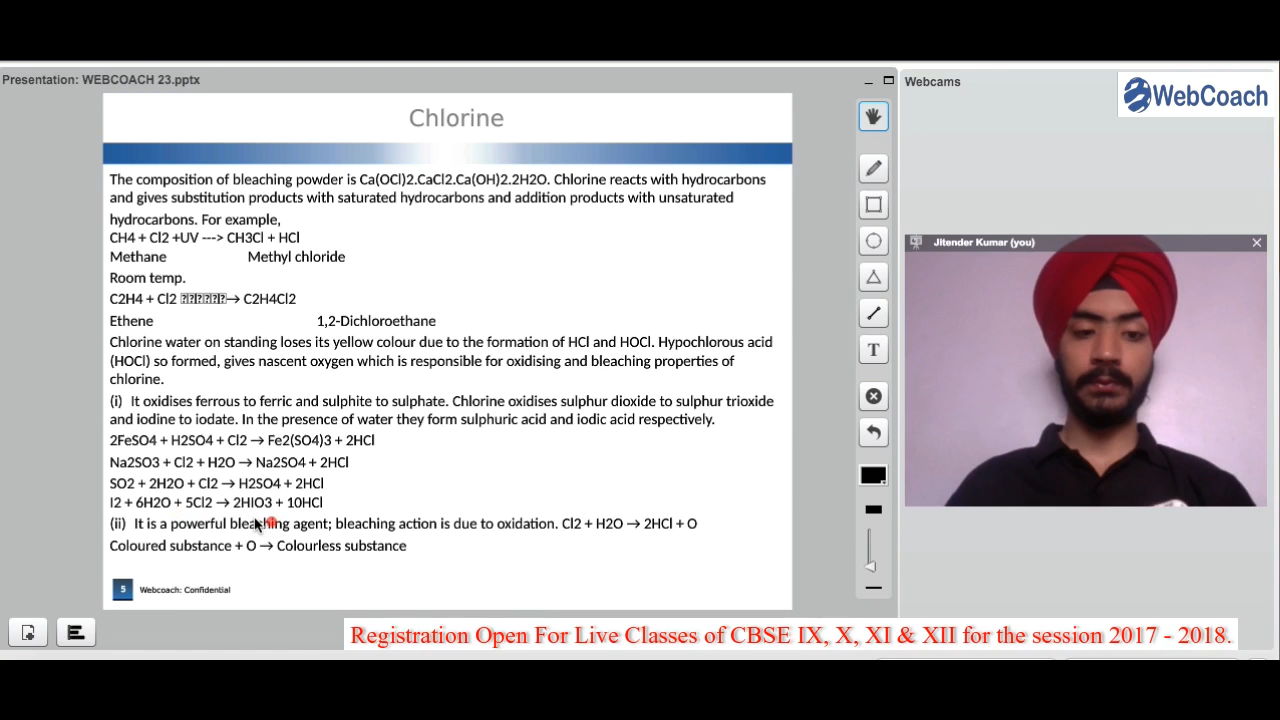 Presentation: WEBCOACH 23.pptx
Webcams
WebCoach
Chlorine
The composition of bleaching powder is Ca(OCl)2.CaCl2.Ca(OH)2.2H2O. Chlorine reacts with hydrocarbons
and gives substitution products with saturated hydrocarbons and addition products with unsaturated
hydrocarbons. For example,
CH4 + Cl2 +UV ---> CH3Cl + HCl
Methane Methyl chloride
Room temp.
C2H4 + Cl2 → C2H4Cl2
Ethene 1,2-Dichloroethane
Chlorine water on standing loses its yellow colour due to the formation of HCl and HOCl. Hypochlorous acid
(HOCl) so formed, gives nascent oxygen which is responsible for oxidising and bleaching properties of
chlorine.
(i) It oxidises ferrous to ferric and sulphite to sulphate. Chlorine oxidises sulphur dioxide to sulphur trioxide
and iodine to iodate. In the presence of water they form sulphuric acid and iodic acid respectively.
2FeSO4 + H2SO4 + Cl2 → Fe2(SO4)3 + 2HCl
Na2SO3 + Cl2 + H2O → Na2SO4 + 2HCl
SO2 + 2H2O + Cl2 → H2SO4 + 2HCl
I2 + 6H2O + 5Cl2 → 2HIO3 + 10HCl
(ii) It is a powerful bleaching agent; bleaching action is due to oxidation. Cl2 + H2O → 2HCl + O
Coloured substance + O → Colourless substance
5 Webcoach: Confidential
Jitender Kumar (you)
T
Registration Open For Live Classes of CBSE IX, X, XI & XII for the session 2017 - 2018.